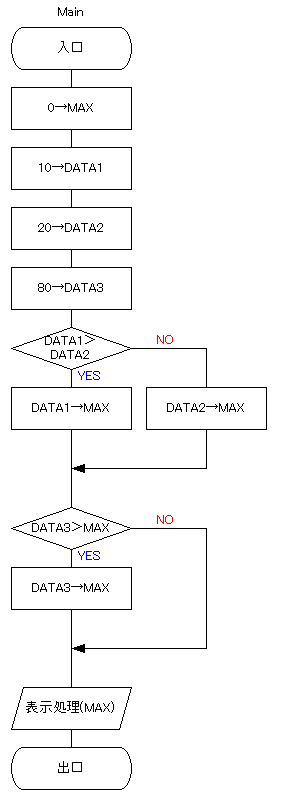 Main
入口
0→MAX
10→DATA1
20→DATA2
80→DATA3
DATA1＞
DATA2
NO
YES
DATA1→MAX
DATA2→MAX
DATA3＞MAX
NO
YES
DATA3→MAX
表示処理(MAX)
出口